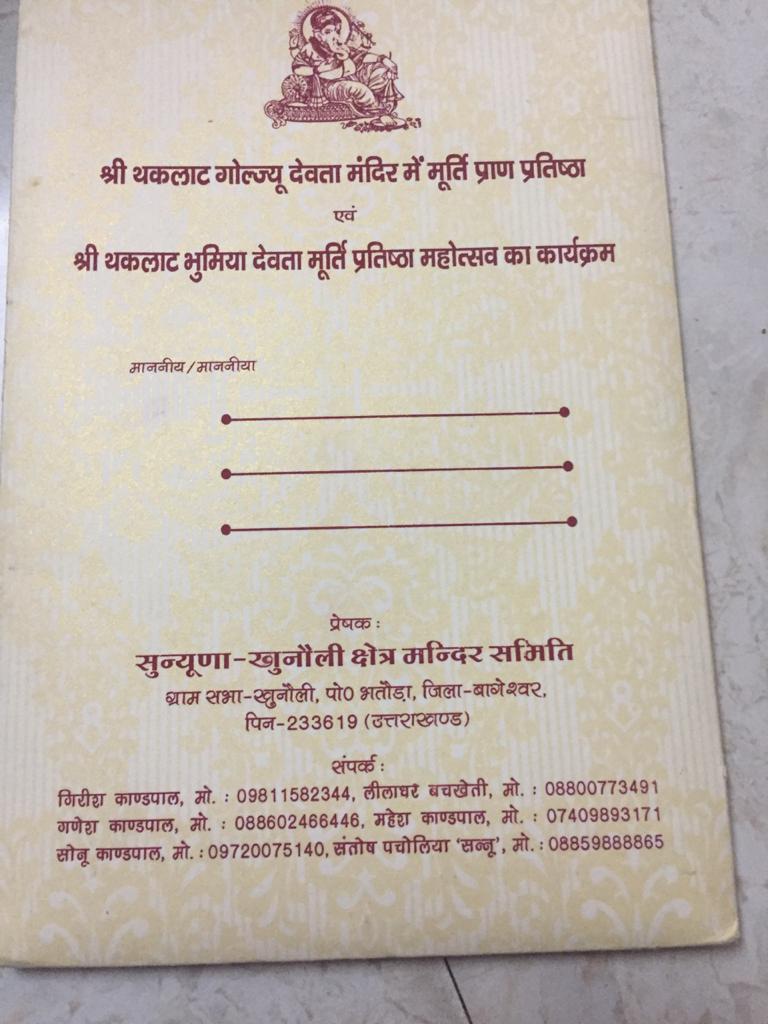 श्री थकलाट गोल्ज्यू देवता मंदिर में मूर्ति प्राण प्रतिष्ठा
एवं
श्री थकलाट भुमिया देवता मूर्ति प्रतिष्ठा महोत्सव का कार्यक्रम
माननीय/माननीया
प्रेषक :
सुन्यूणा-खुनौली क्षेत्र मन्दिर समिति
ग्राम सभा-खुनौली, पो0 भतौड़ा, जिला-बागेश्वर,
पिन-233619 (उत्तराखण्ड)
संपर्क :
गिरीश काण्डपाल, मो. : 09811582344, लीलाधर बचखेती, मो. : 08800773491
गणेश काण्डपाल, मो. : 088602466446, महेश काण्डपाल, मो. : 07409893171
सोनू काण्डपाल, मो. : 09720075140, संतोष पचोलिया ‘सन्नू’, मो. : 08859888865